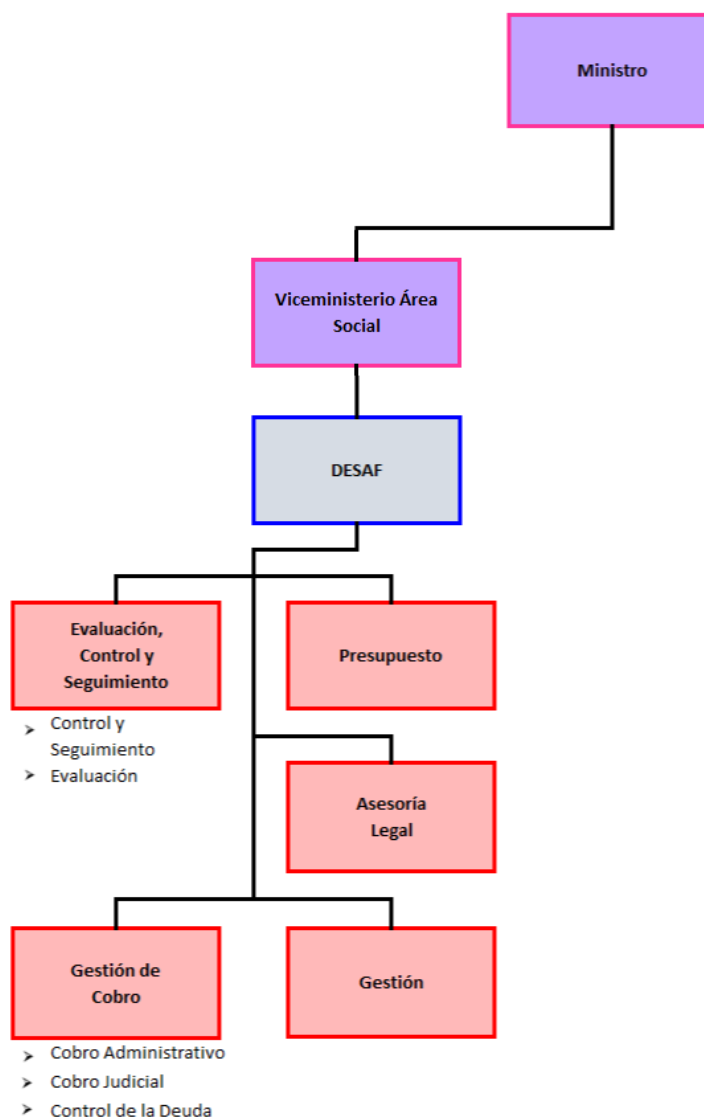 Ministro
Viceministerio Área
Social
DESAF
Evaluación,
Control y
Seguimiento
Presupuesto
Control y
Seguimiento
Evaluación
Asesoría
Legal
Gestión de
Cobro
Gestión
Cobro Administrativo
Cobro Judicial
Control de la Deuda